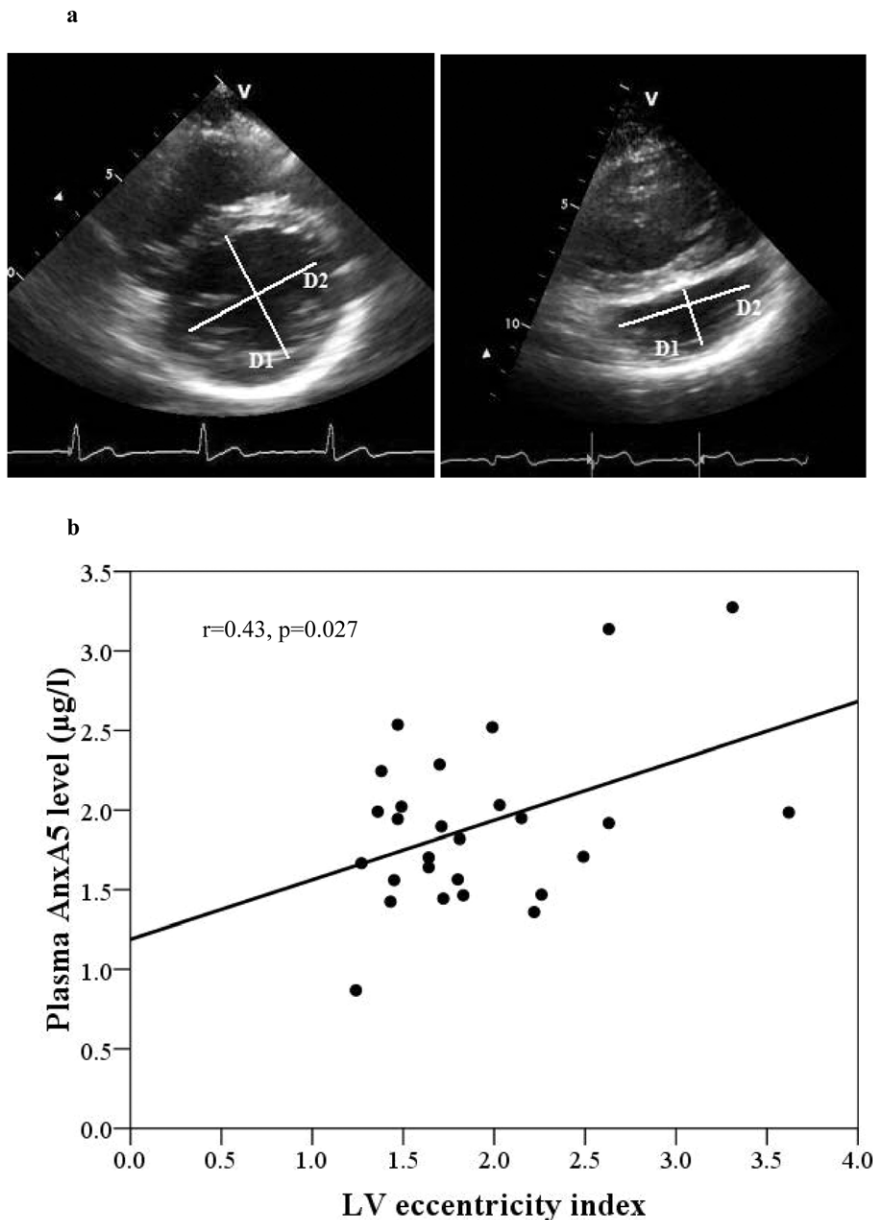 a
V
5
0
D2
D1
V
5
10
D2
D1
b
r=0.43, p=0.027
Plasma AnxA5 level (µg/l)
3.5
3.0
2.5
2.0
1.5
1.0
0.5
0.0
0.0 0.5 1.0 1.5 2.0 2.5 3.0 3.5 4.0
LV eccentricity index